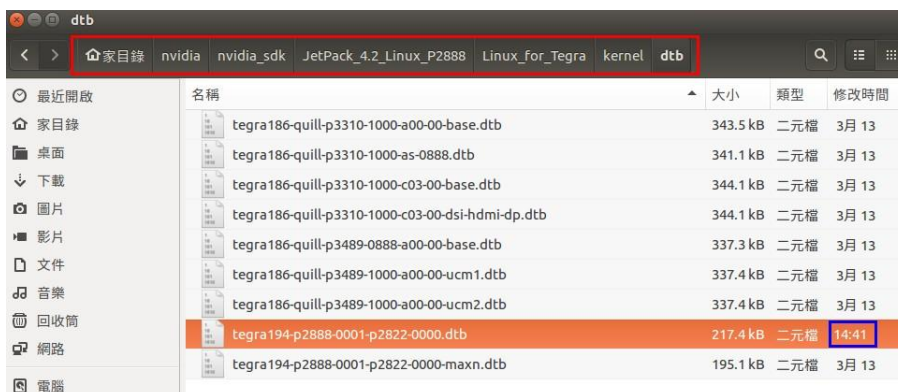 dtb
家目錄 nvidia nvidia_sdk JetPack_4.2_Linux_P2888 Linux_for_Tegra kernel dtb
最近開啟
家目錄
桌面
下載
圖片
影片
文件
音樂
回收筒
網路
電腦
名稱 大小 類型 修改時間
tegra186-quill-p3310-1000-a00-00-base.dtb 343.5 kB 二元檔 3月 13
tegra186-quill-p3310-1000-as-0888.dtb 341.1 kB 二元檔 3月 13
tegra186-quill-p3310-1000-c03-00-base.dtb 344.1 kB 二元檔 3月 13
tegra186-quill-p3310-1000-c03-00-dsi-hdmi-dp.dtb 344.1 kB 二元檔 3月 13
tegra186-quill-p3489-0888-a00-00-base.dtb 337.3 kB 二元檔 3月 13
tegra186-quill-p3489-1000-a00-00-ucm1.dtb 337.4 kB 二元檔 3月 13
tegra186-quill-p3489-1000-a00-00-ucm2.dtb 337.4 kB 二元檔 3月 13
tegra194-p2888-0001-p2822-0000.dtb 217.4 kB 二元檔 14:41
tegra194-p2888-0001-p2822-0000-maxn.dtb 195.1 kB 二元檔 3月 13